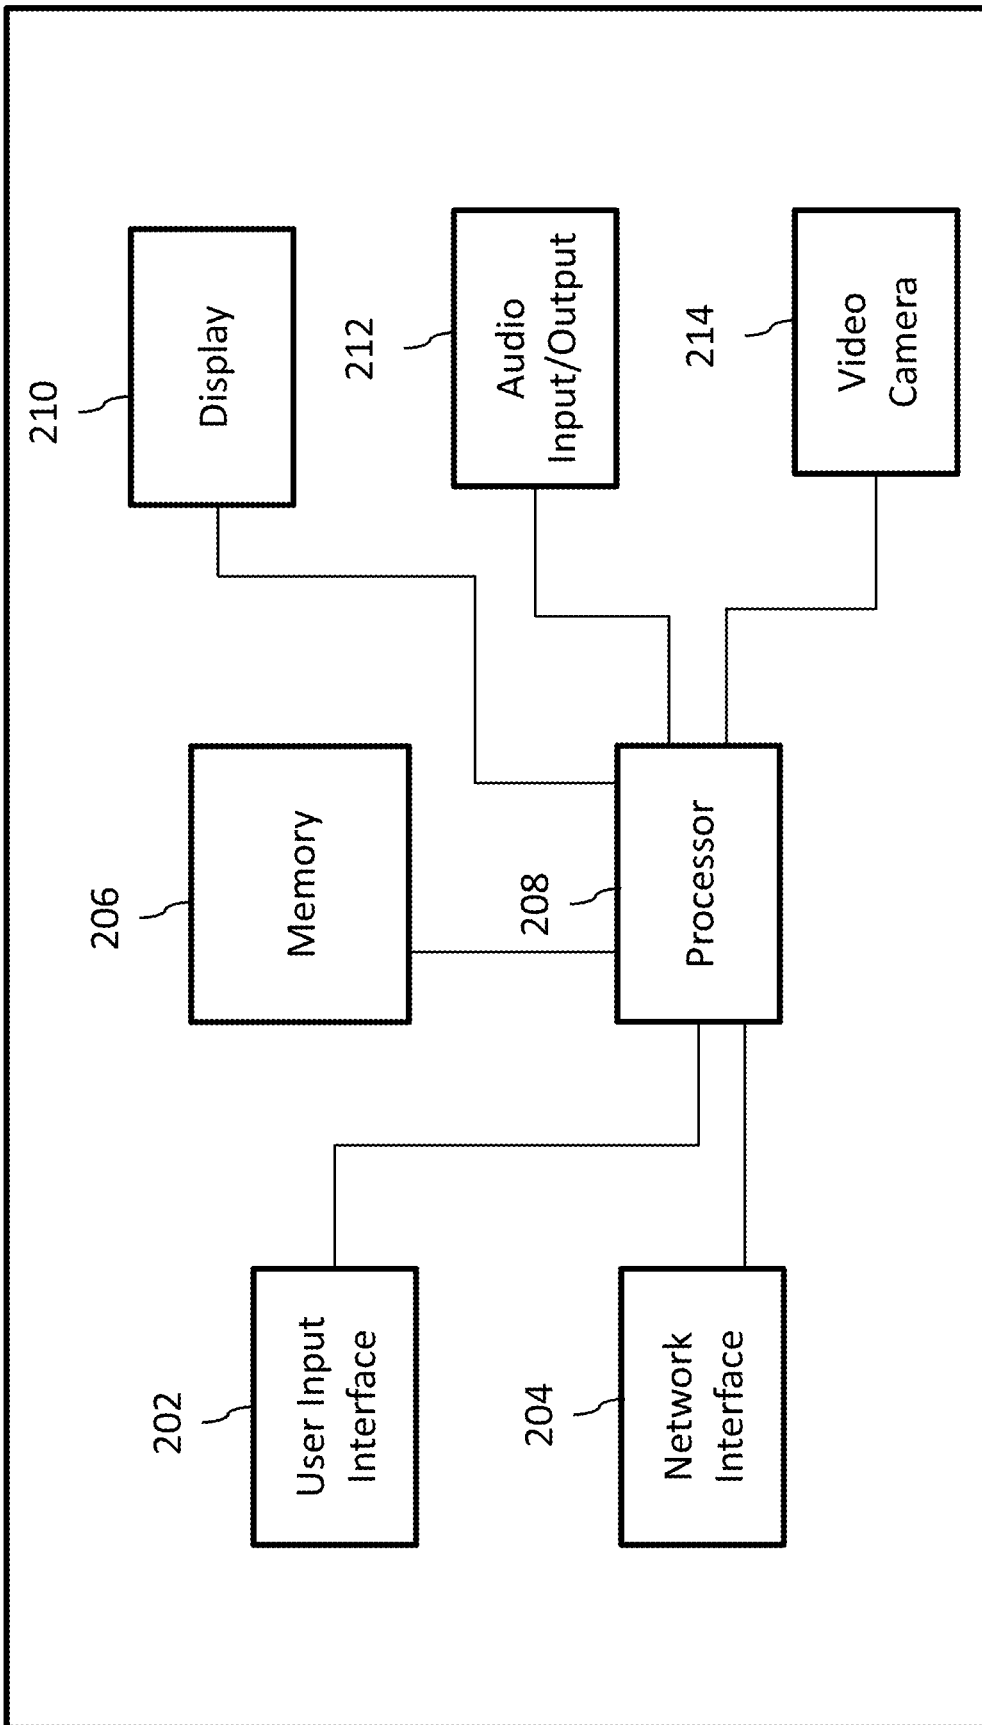 210
Display
206
Memory
212
Audio
Input/Output
202
User Input
Interface
208
Processor
204
Network
Interface
214
Video
Camera